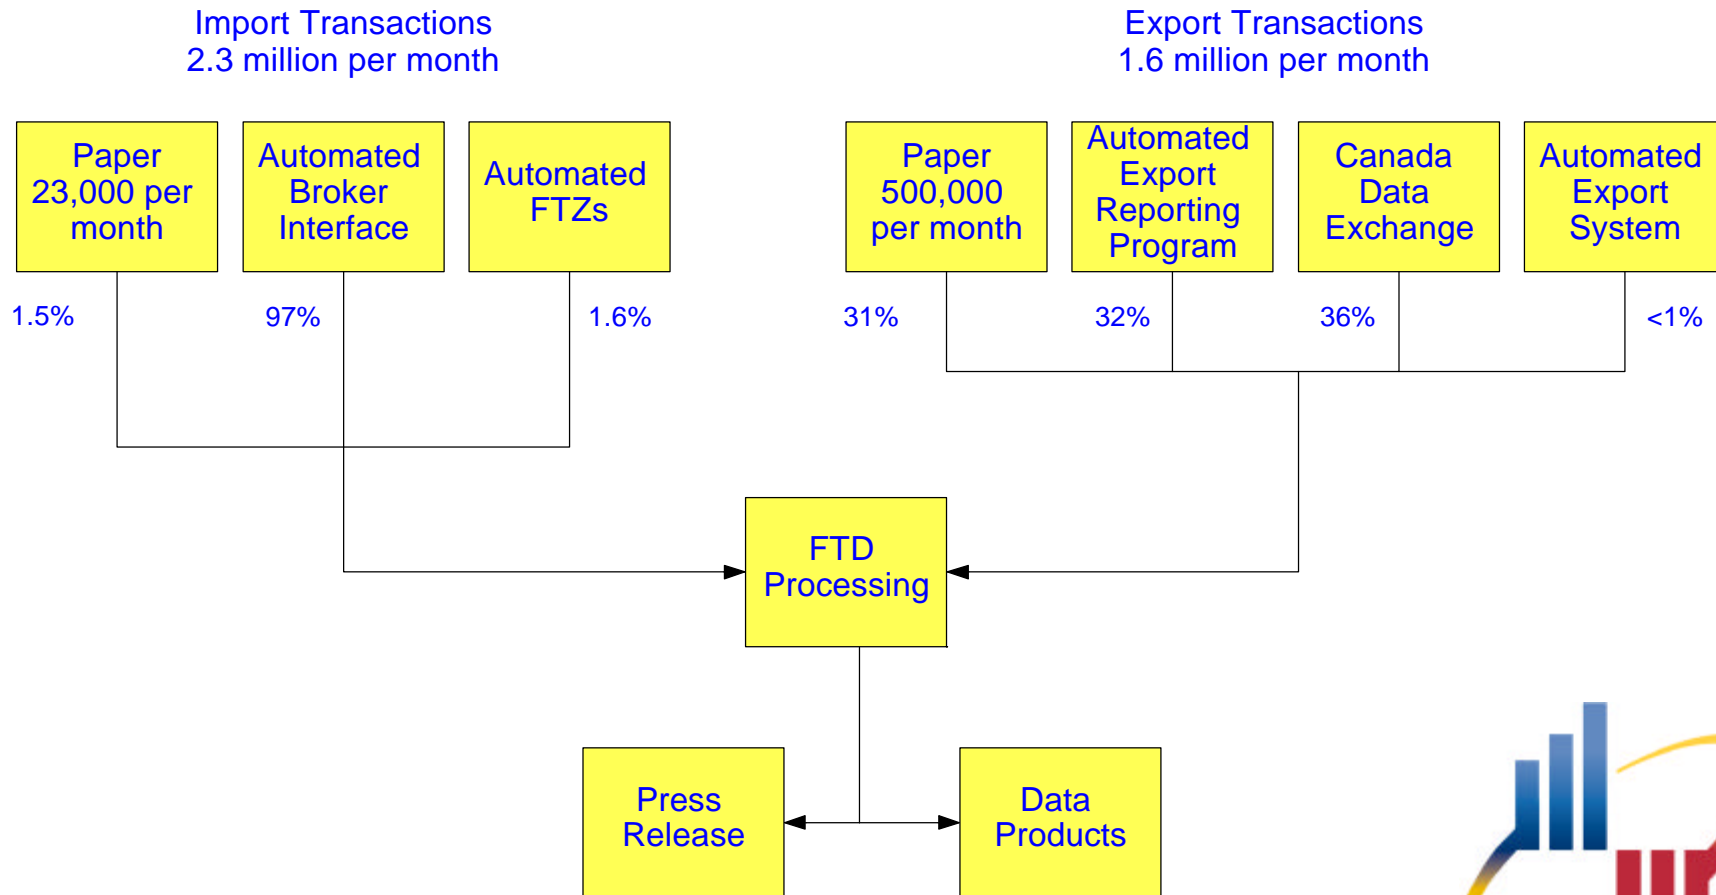 Import Transactions
2.3 million per month
Export Transactions
1.6 million per month
Paper
23,000 per
month
Automated
Broker
Interface
Automated
FTZs
Paper
500,000
per month
Automated
Export
Reporting
Program
Canada
Data
Exchange
Automated
Export
System
1.5%
97%
1.6%
31%
32%
36%
<1%
FTD
Processing
Press
Release
Data
Products